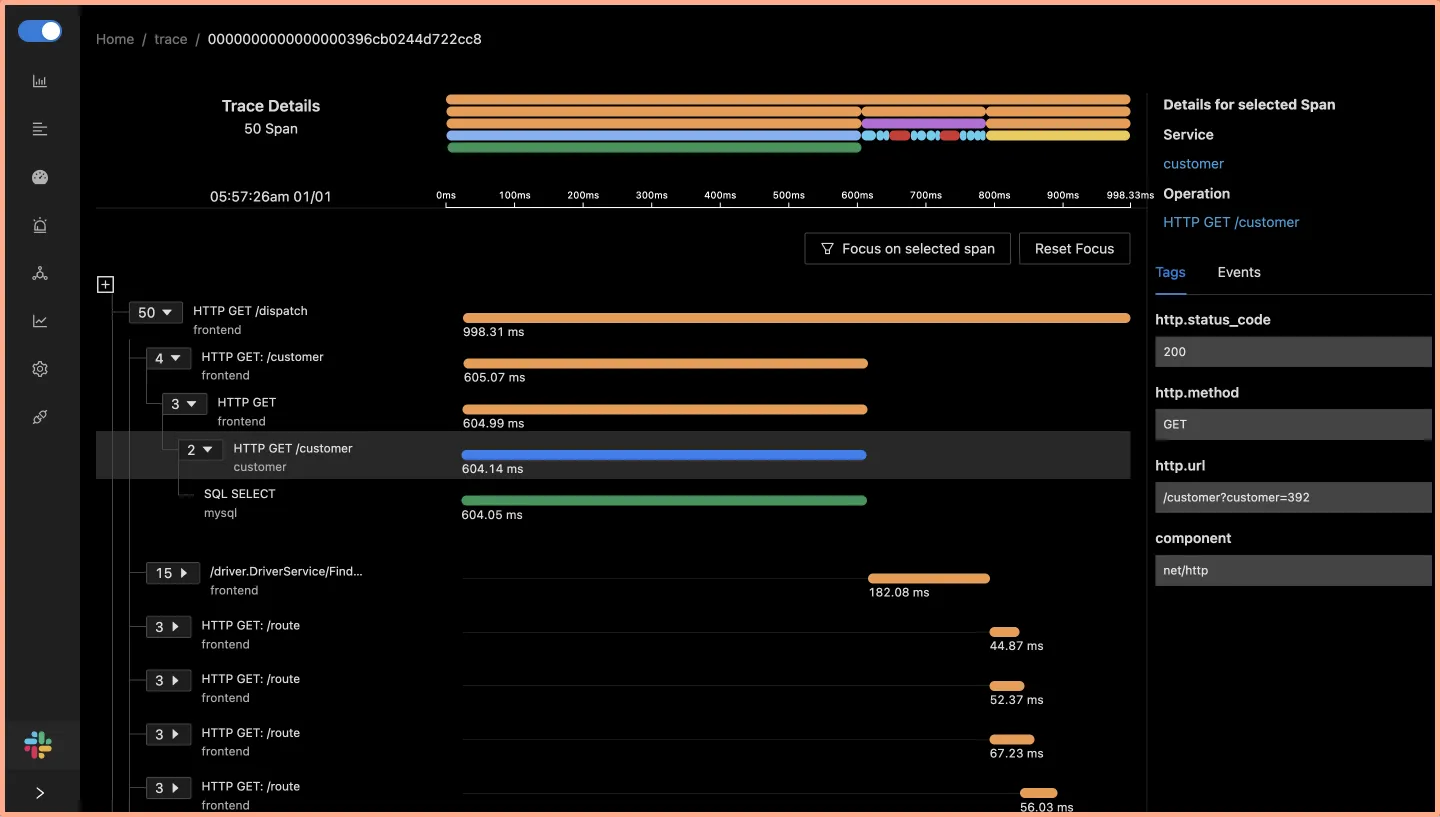 Home / trace / 0000000000000000396cb0244d722cc8
Trace Details
50 Span
05:57:26am 01/01
0ms 100ms 200ms 300ms 400ms 500ms 600ms 700ms 800ms 900ms 998.33ms
Focus on selected span
Reset Focus
50 HTTP GET /dispatch
frontend
998.31 ms
4 HTTP GET: /customer
frontend
605.07 ms
3 HTTP GET
frontend
604.99 ms
2 HTTP GET /customer
customer
604.14 ms
SQL SELECT
mysql
604.05 ms
15 /driver.DriverService/Find...
frontend
182.08 ms
3 HTTP GET: /route
frontend
44.87 ms
3 HTTP GET: /route
frontend
52.37 ms
3 HTTP GET: /route
frontend
67.23 ms
3 HTTP GET: /route
frontend
56.03 ms
Details for selected Span
Service
customer
Operation
HTTP GET /customer
Tags Events
http.status_code
200
http.method
GET
http.url
/customer?customer=392
component
net/http